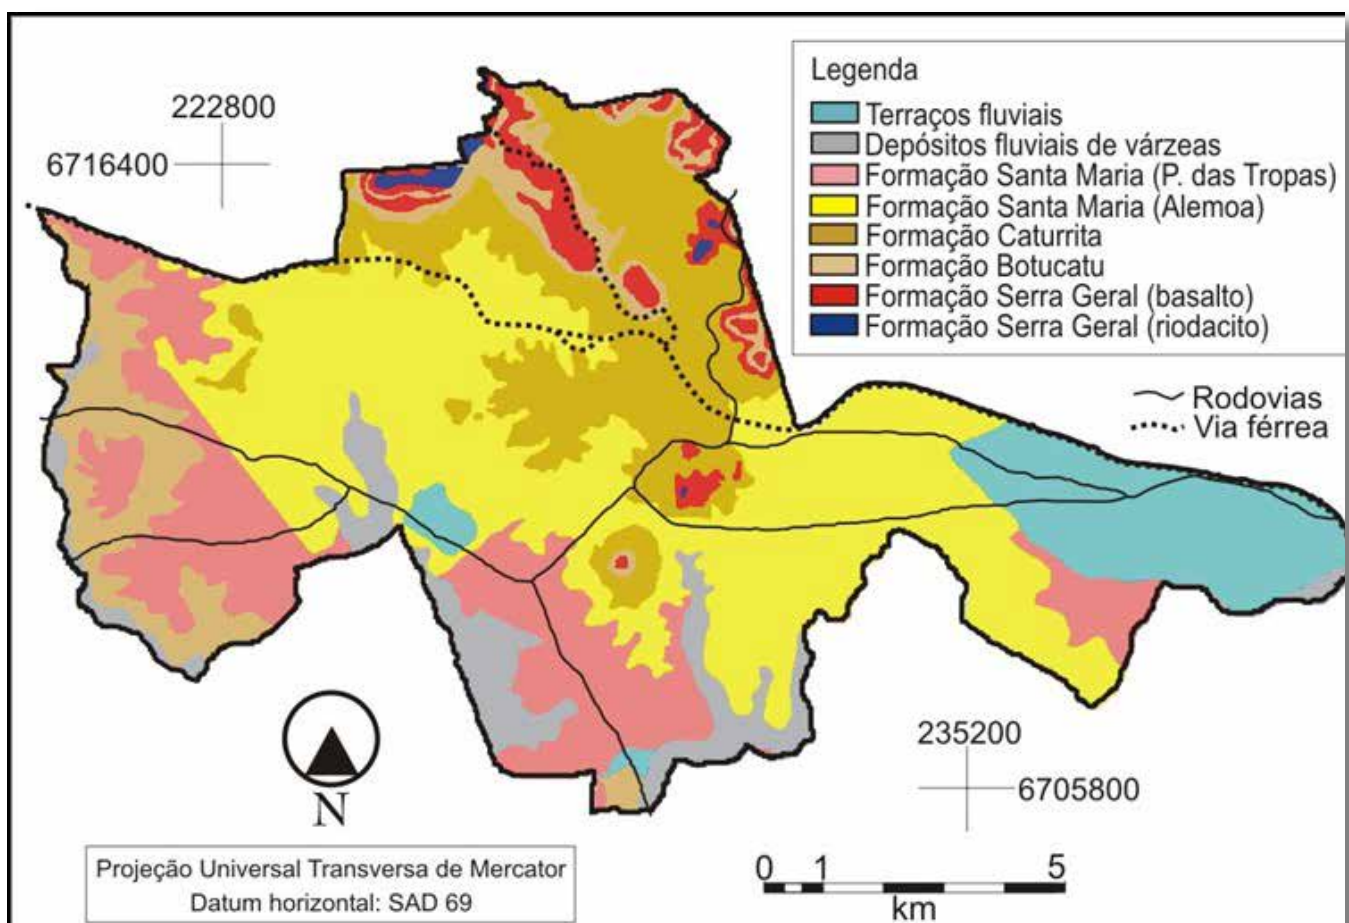 Legenda
222800
6716400
Terraços fluviais
Depósitos fluviais de várzeas
Formação Santa Maria (P. das Tropas)
Formação Santa Maria (Alemoa)
Formação Caturrita
Formação Botucatu
Formação Serra Geral (basalto)
Formação Serra Geral (riodacito)
Rodovias
Via férrea
235200
6705800
N
Projeção Universal Transversa de Mercator
Datum horizontal: SAD 69
0 1 5
km